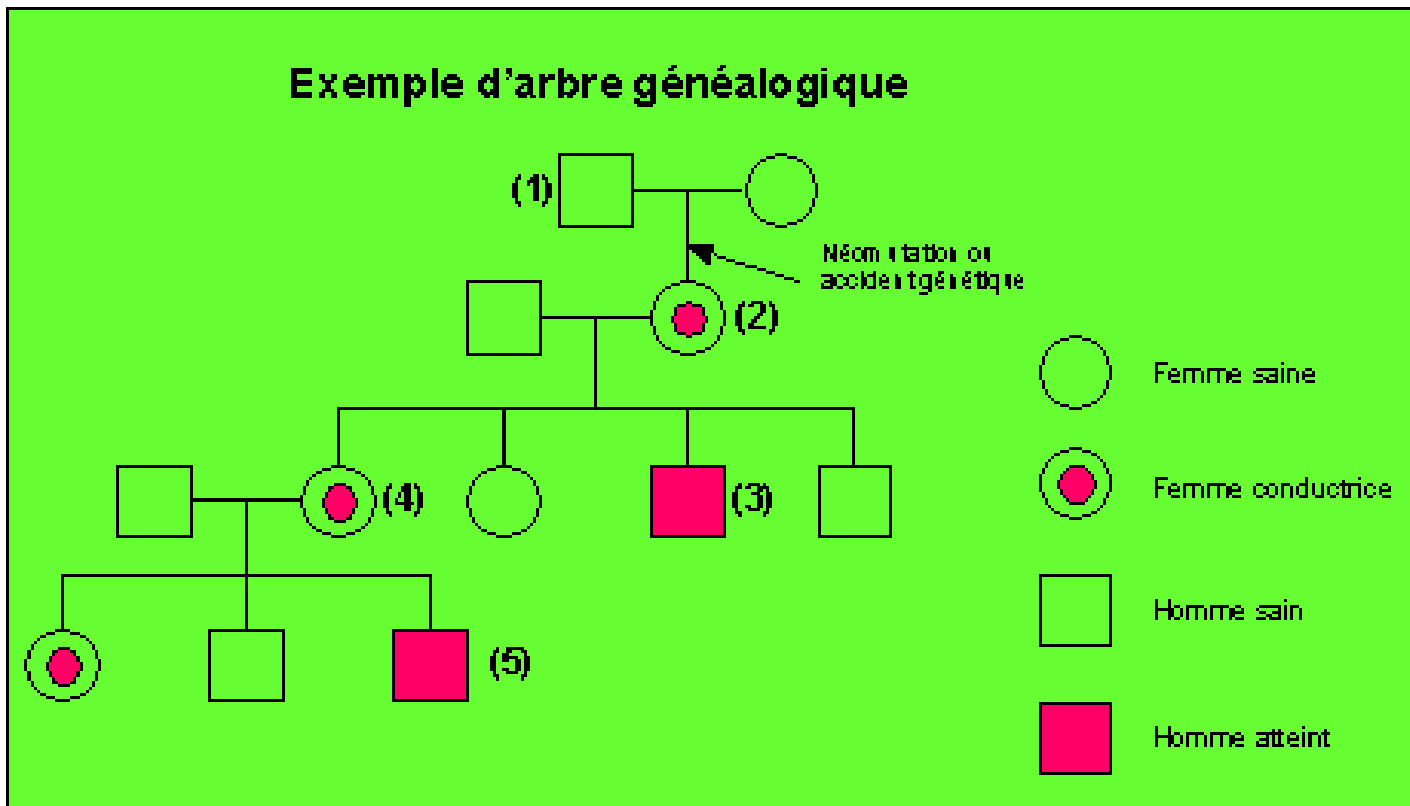 Exemple d'arbre généalogique
(1)
Néomutation ou
accident génétique
(2)
Femme saine
Femme conductrice
(4)
(3)
Homme sain
(5)
Homme atteint